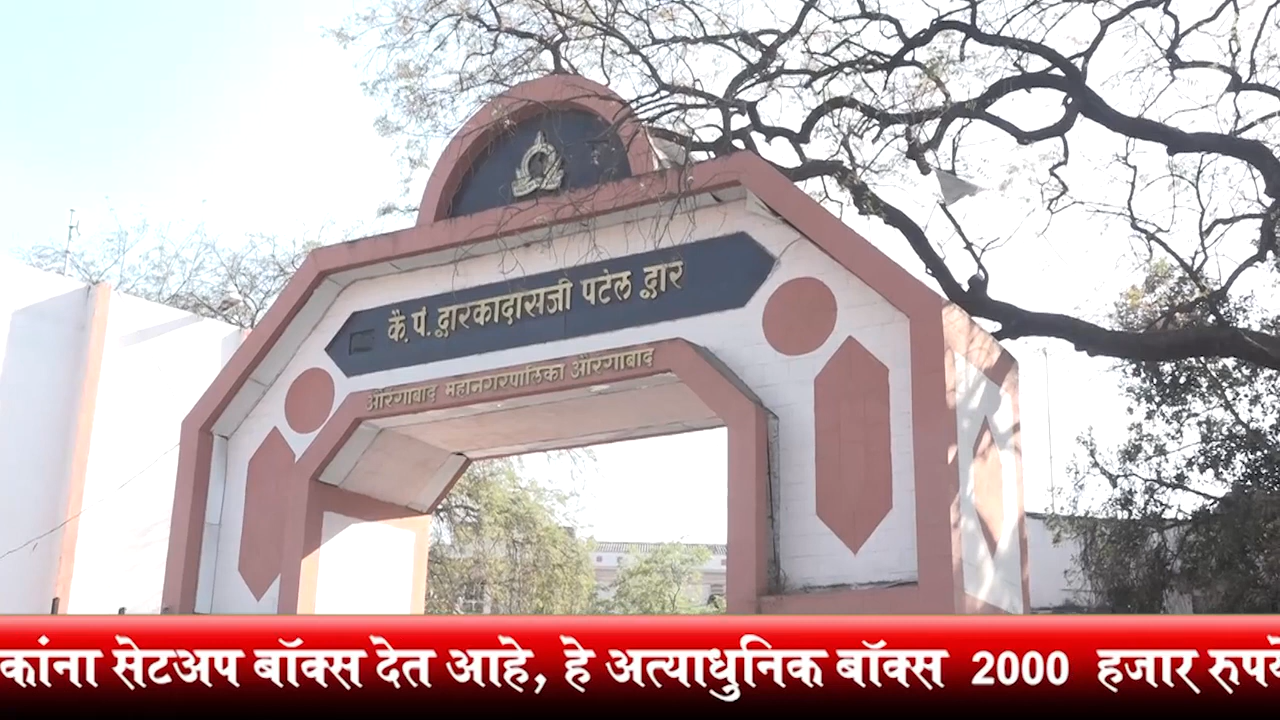 कै. पं. द्वारकादासजी पटेल द्वार
औरंगाबाद महानगरपालिका औरंगाबाद
कांना सेटअप बॉक्स देत आहे, हे अत्याधुनिक बॉक्स 2000 हजार रुपये